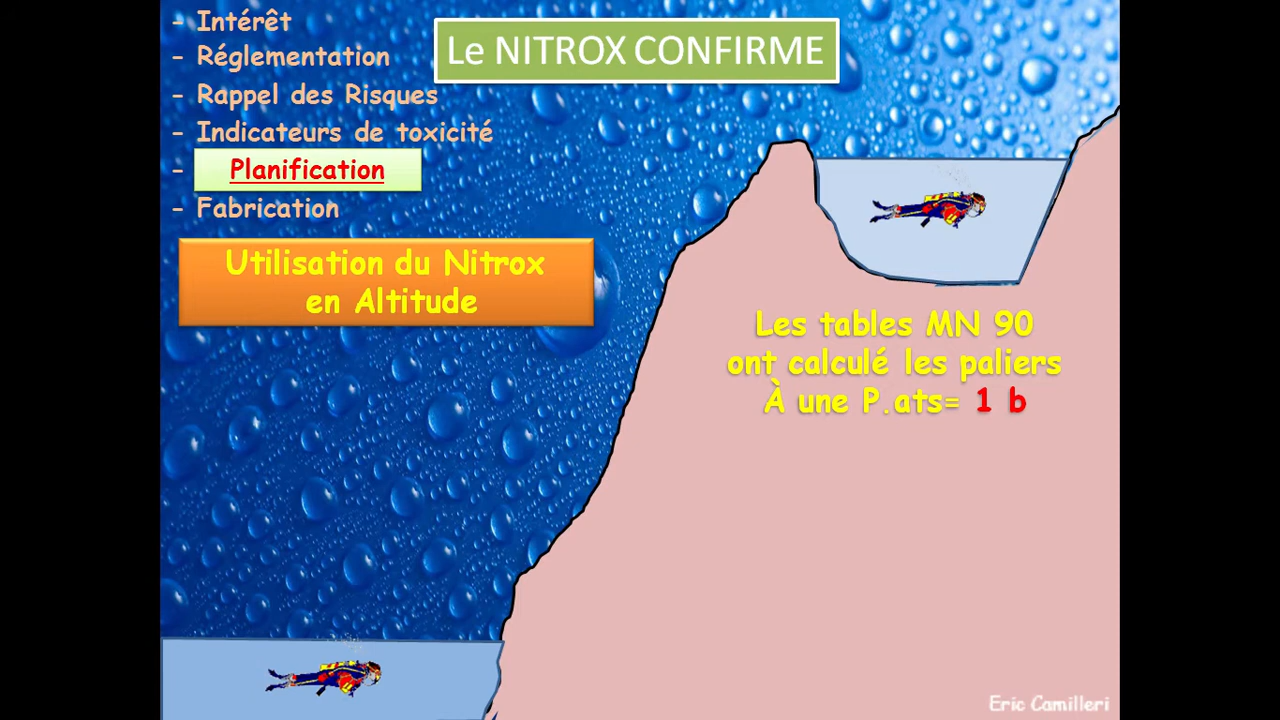 - Intérêt
- Réglementation
- Rappel des Risques
- Indicateurs de toxicité
- Planification
- Fabrication
Le NITROX CONFIRME
Utilisation du Nitrox
en Altitude
Les tables MN 90
ont calculé les paliers
À une P.ats= 1 b
Eric Camilleri